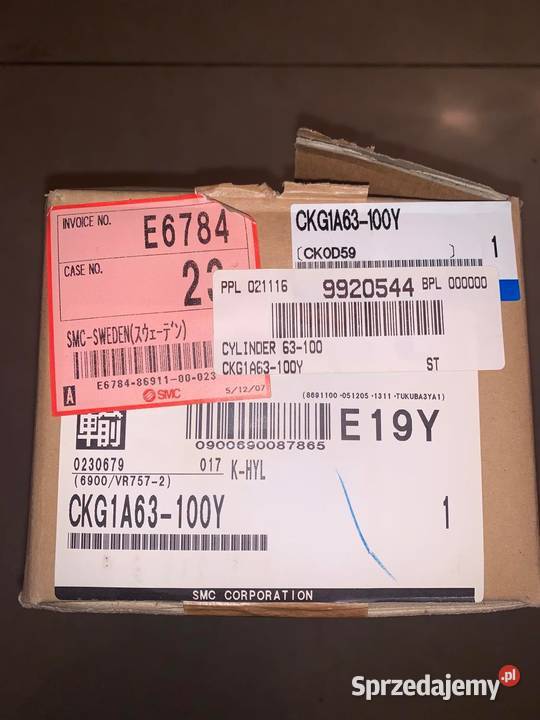 INVOICE NO.
E6784
CASE NO.
23
SMC-SWEDEN(スウェーデン)
E6784-86911-00-023
A
SMC
5/12/07
CKG1A63-100Y
(CK0D59 )
1
PPL 021116
9920544
BPL 000000
CYLINDER 63-100
CKG1A63-100Y
ST
(8691100 -051205 -1311 -TUKUBA3YA1)
輸
0900690087865
E19Y
0230679
017
K-HYL
(6900/VR757-2)
CKG1A63-100Y
1
SMC CORPORATION
Sprzedajemy.pl